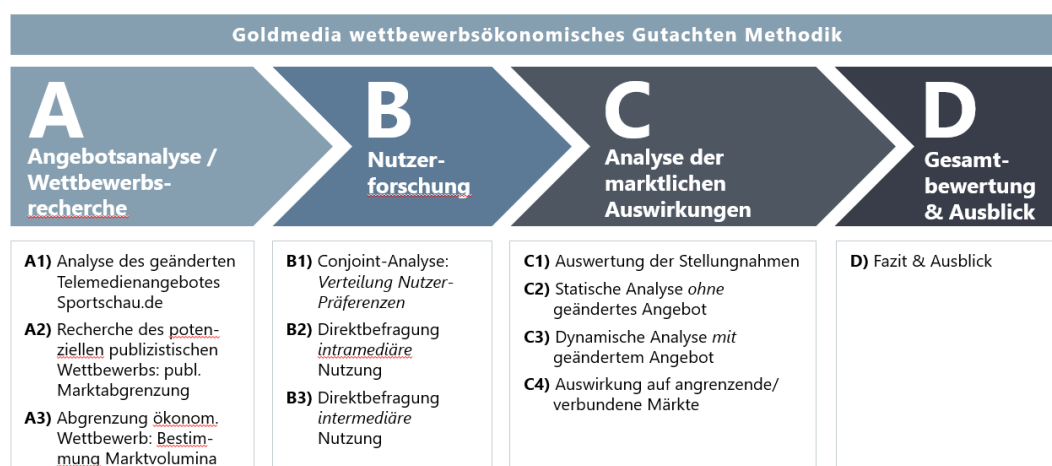 Goldmedia wettbewerbsökonomisches Gutachten Methodik
A
Angebotsanalyse /
Wettbewerbs-
recherche
B
Nutzer-
forschung
C
Analyse der
marktlichen
Auswirkungen
D
Gesamt-
bewertung
& Ausblick
A1) Analyse des geänderten
Telemedienangebotes
Sportschau.de
A2) Recherche des poten-
ziellen publizistischen
Wettbewerbs: publ.
Marktabgrenzung
A3) Abgrenzung ökonom.
Wettbewerb: Bestim-
mung Marktvolumina
B1) Conjoint-Analyse:
Verteilung Nutzer-
Präferenzen
B2) Direktbefragung
intramediäre
Nutzung
B3) Direktbefragung
intermediäre
Nutzung
C1) Auswertung der Stellungnahmen
C2) Statische Analyse ohne
geändertes Angebot
C3) Dynamische Analyse mit
geändertem Angebot
C4) Auswirkung auf angrenzende/
verbundene Märkte
D) Fazit & Ausblick